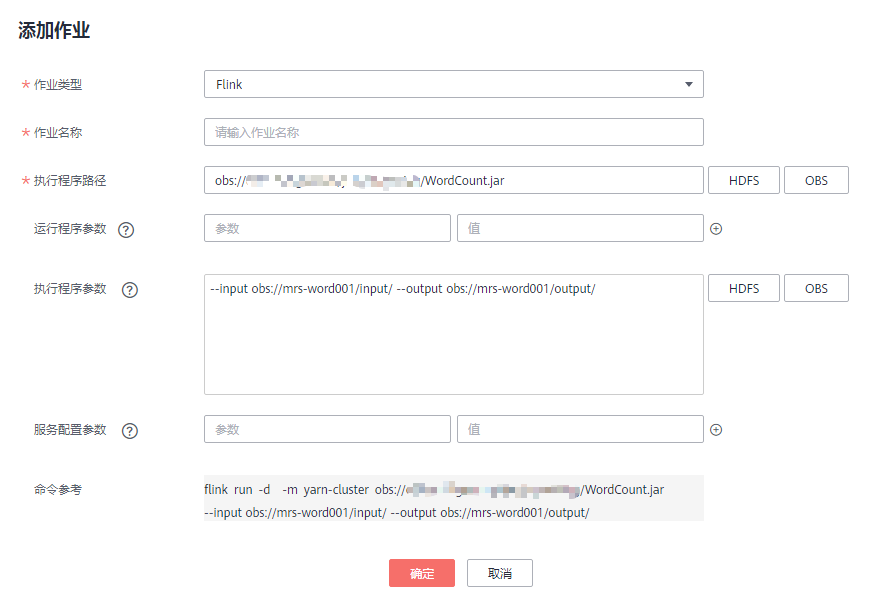 添加作业
* 作业类型 Flink
* 作业名称 请输入作业名称
* 执行程序路径 obs:// /WordCount.jar HDFS OBS
运行程序参数 ? 参数 值
执行程序参数 ? --input obs://mrs-word001/input/ --output obs://mrs-word001/output/ HDFS OBS
服务配置参数 ? 参数 值
命令参考 flink run -d -m yarn-cluster obs:// /WordCount.jar
--input obs://mrs-word001/input/ --output obs://mrs-word001/output/
确定 取消